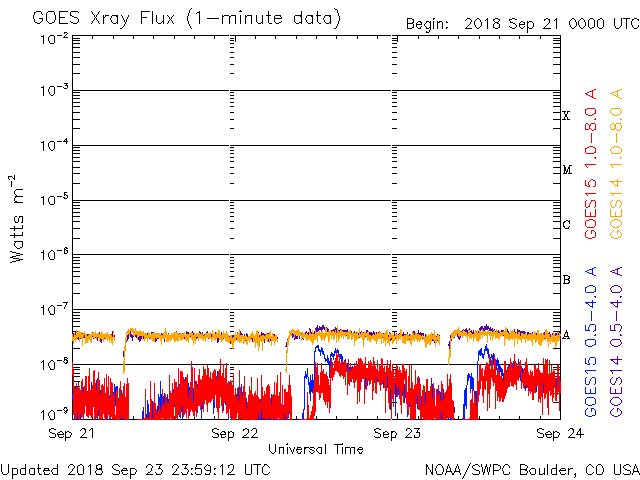 GOES Xray Flux (1-minute data)
Begin: 2018 Sep 21 0000 UTC
10⁻²
10⁻³
10⁻⁴
10⁻⁵
10⁻⁶
10⁻⁷
10⁻⁸
10⁻⁹
Watts m⁻²
X
M
C
B
A
GOES15 1.0-8.0 A
GOES14 1.0-8.0 A
GOES15 0.5-4.0 A
GOES14 0.5-4.0 A
Sep 21 Sep 22 Sep 23 Sep 24
Universal Time
Updated 2018 Sep 23 23:59:12 UTC
NOAA/SWPC Boulder, CO USA